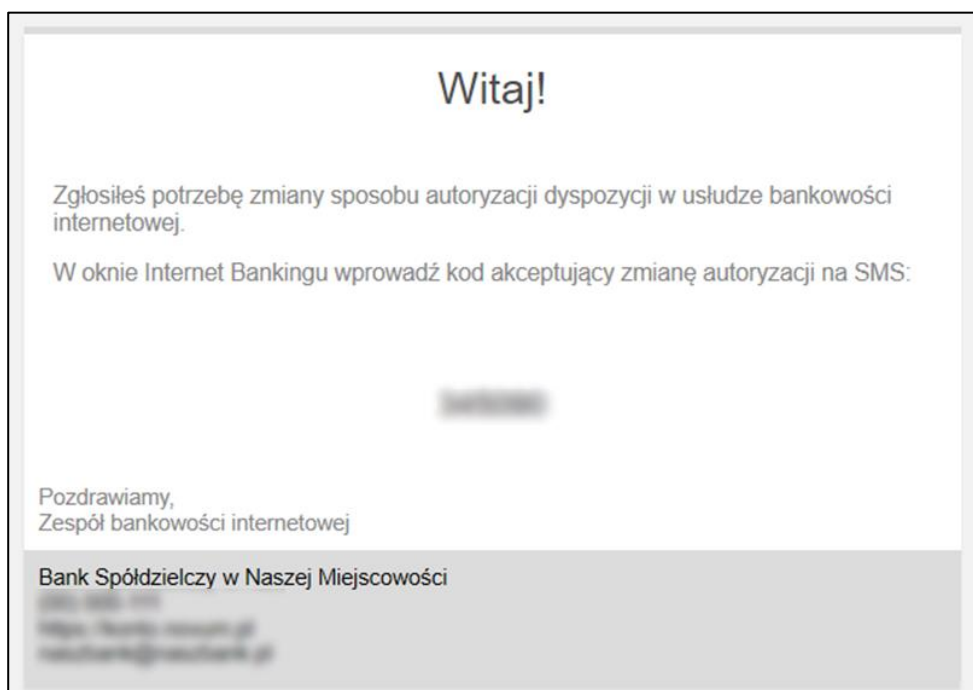 Witaj!
Zgłosiłeś potrzebę zmiany sposobu autoryzacji dyspozycji w usłudze bankowości
internetowej.
W oknie Internet Bankingu wprowadź kod akceptujący zmianę autoryzacji na SMS:
Pozdrawiamy,
Zespół bankowości internetowej
Bank Spółdzielczy w Naszej Miejscowości